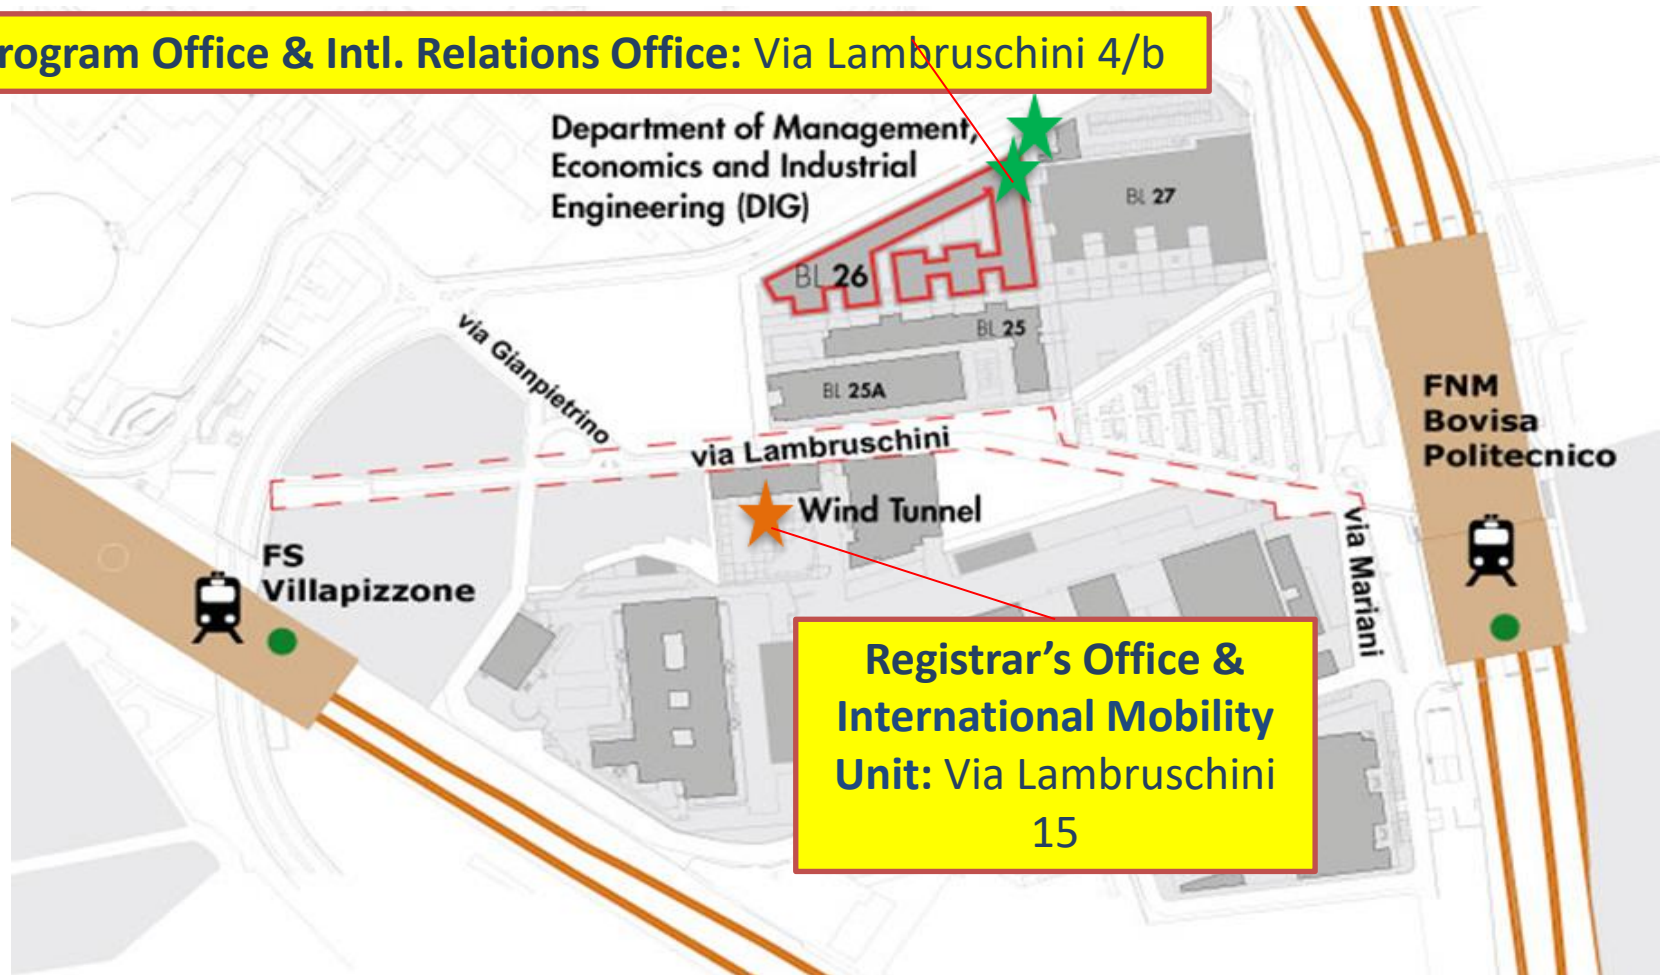 rogram Office & Intl. Relations Office: Via Lambruschini 4/b
Department of Management,
Economics and Industrial
Engineering (DIG)
BL 27
BL 26
BL 25
BL 25A
via Gianpietrino
via Lambruschini
FNM
Bovisa
Politecnico
Wind Tunnel
via Mariani
FS
Villapizzone
Registrar’s Office &
International Mobility
Unit: Via Lambruschini
15